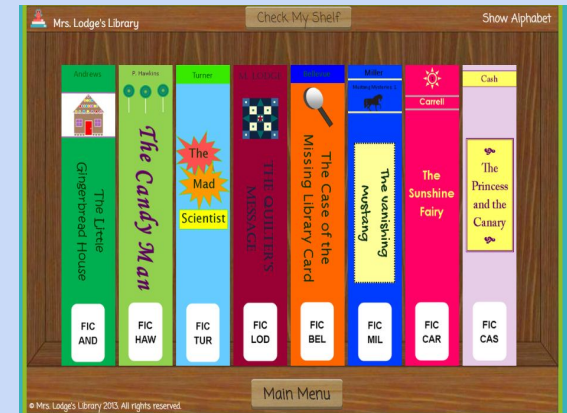 Mrs. Lodge's Library
Check My Shelf
Show Alphabet
Andrews
The Little
Gingerbread House
FIC
AND
P. Hawkins
The Candy Man
FIC
HAW
Turner
The
Mad
Scientist
FIC
TUR
M. LODGE
THE QUILTER'S
MESSAGE
FIC
LOD
Bellevue
The Case of the
Missing Library Card
FIC
BEL
Miller
The vanishing
mustang
FIC
MIL
Carrell
The
Sunshine
Fairy
FIC
CAR
Cash
The
Princess
and the
Canary
FIC
CAS
Main Menu
© Mrs. Lodge's Library 2013. All rights reserved.